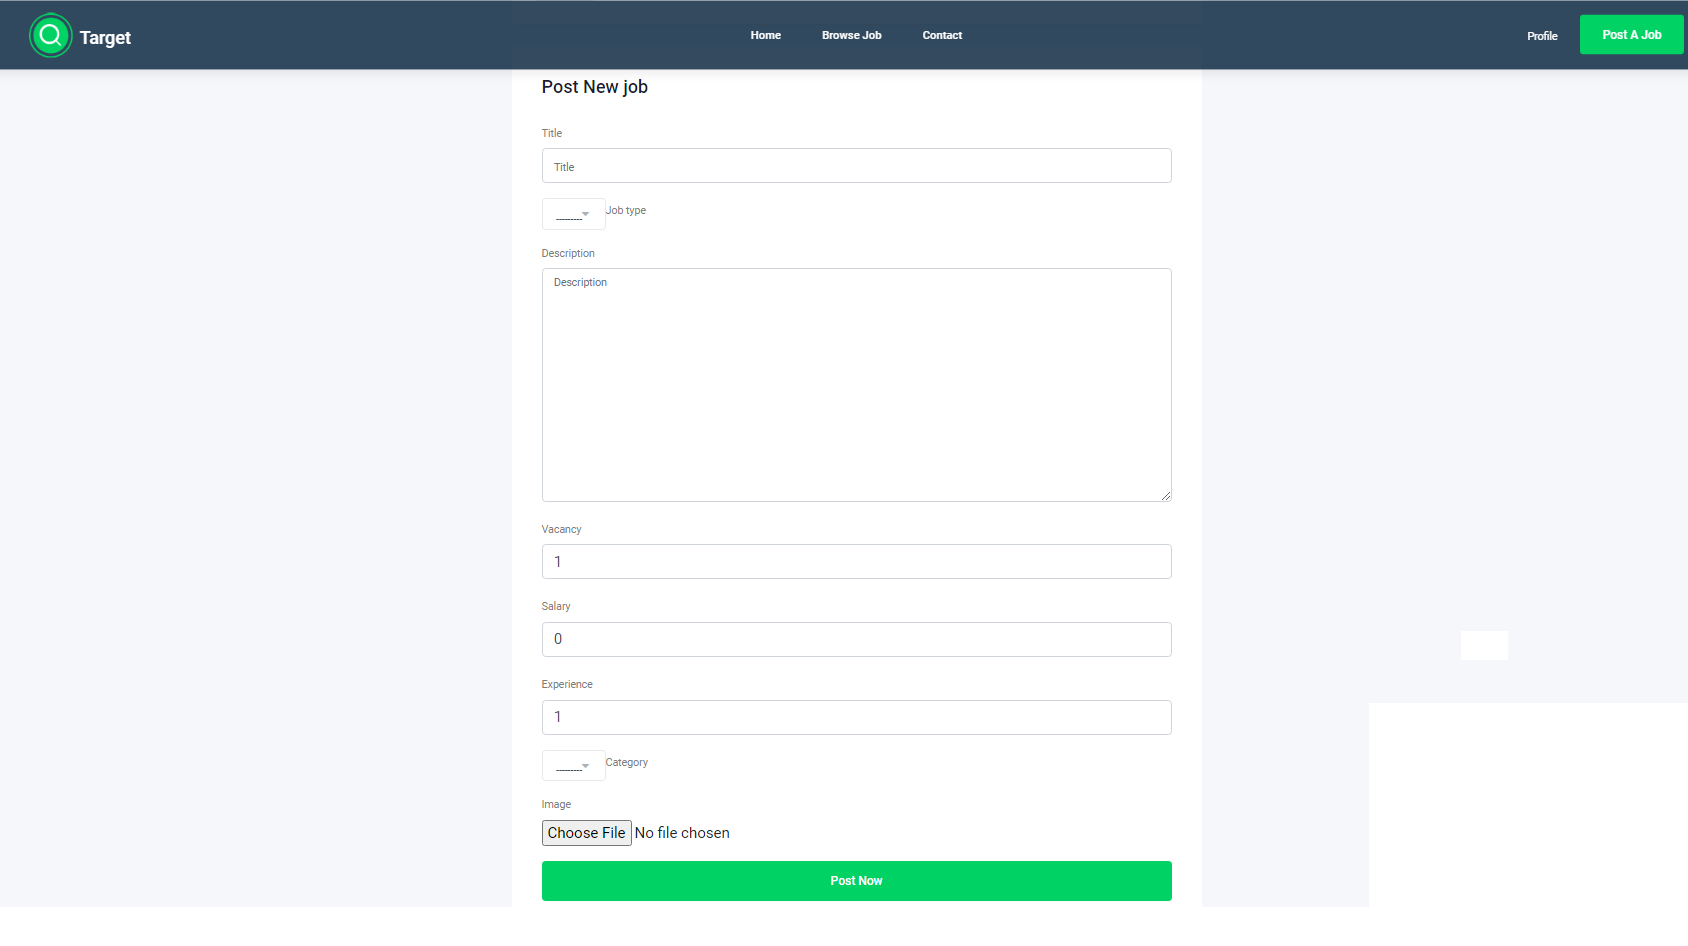 Target
Home Browse Job Contact
Profile Post A Job
Post New job
Title
Title
--------- Job type
Description
Description
Vacancy
1
Salary
0
Experience
1
--------- Category
Image
Choose File No file chosen
Post Now